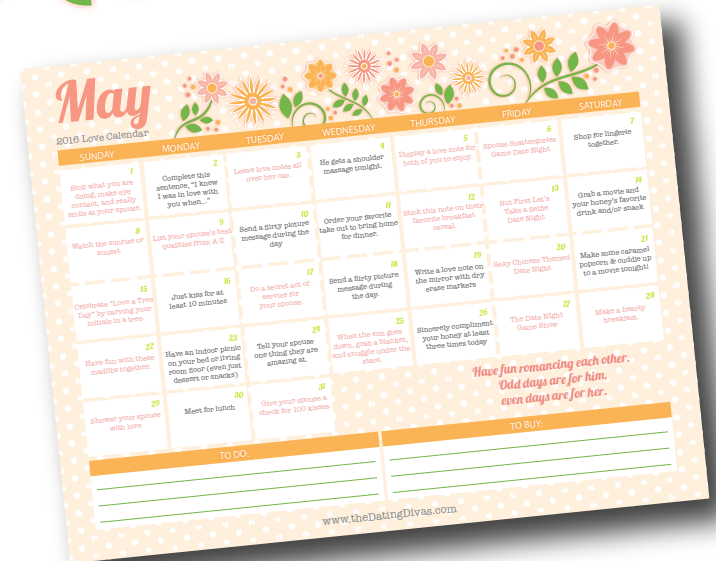 May
2016 Love Calendar
SUNDAY
MONDAY
TUESDAY
WEDNESDAY
THURSDAY
FRIDAY
SATURDAY
1
Stop what you are
doing, make eye
contact, and really
smile at your spouse.
2
Complete this
sentence, "I knew
I was in love with
you when..."
3
Leave love notes all
over her car.
4
He gets a shoulder
massage tonight.
5
Display a love note for
both of you to enjoy.
6
Spouse Scattergories
Game Date Night
7
Shop for lingerie
together.
8
Watch the sunrise or
sunset
9
List your spouse's best
qualities from A-Z
10
Send a flirty picture
message during the
day
11
Order your favorite
take out to bring home
for dinner.
12
Stick this note on their
favorite breakfast
cereal.
13
But First Let's
Take a Selfie
Date Night
14
Grab a movie and
your honey's favorite
drink and/or snack
15
Celebrate "Love a Tree
Day" by carving your
initials in a tree.
16
Just kiss for at
least 10 minutes
17
Do a secret act of
service for
your spouse.
18
Send a flirty picture
message during
the day.
19
Write a love note on
the mirror with dry
erase markers
20
Sexy Chinese Themed
Date Night
21
Make some caramel
popcorn & cuddle up
to a movie tonight!
22
Have fun with these
madlibs together.
23
Have an indoor picnic
on your bed or living
room floor (even just
dessert or snacks)
24
Tell your spouse
one thing they are
amazing at.
25
When the sun goes
down, grab a blanket,
and snuggle under the
stars.
26
Sincerely compliment
your honey at least
three times today
27
The Date Night
Game Show
28
Make a hearty
breakfast.
29
Shower your spouse
with love.
30
Meet for lunch
31
Give your spouse a
check for 100 kisses
Have fun romancing each other.
Odd days are for him,
even days are for her.
TO DO:
TO BUY:
www.theDatingDivas.com